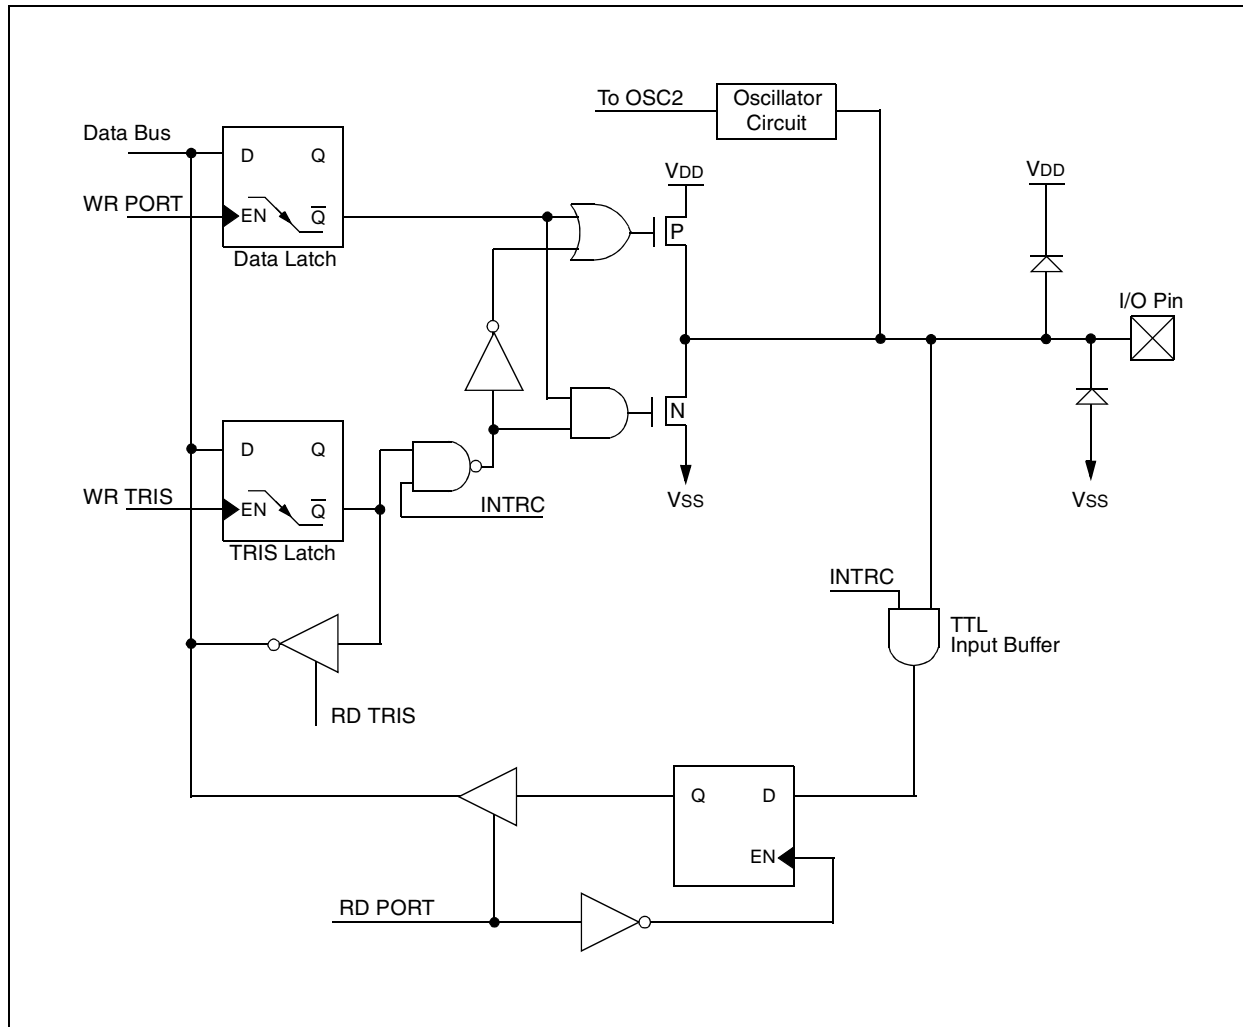 To OSC2
Oscillator
Circuit
Data Bus
D Q
WR PORT
EN Q̅
Data Latch
VDD
P
VDD
I/O Pin
N
VSS
VSS
D Q
WR TRIS
EN Q̅
TRIS Latch
INTRC
INTRC
TTL
Input Buffer
RD TRIS
Q D
EN
RD PORT